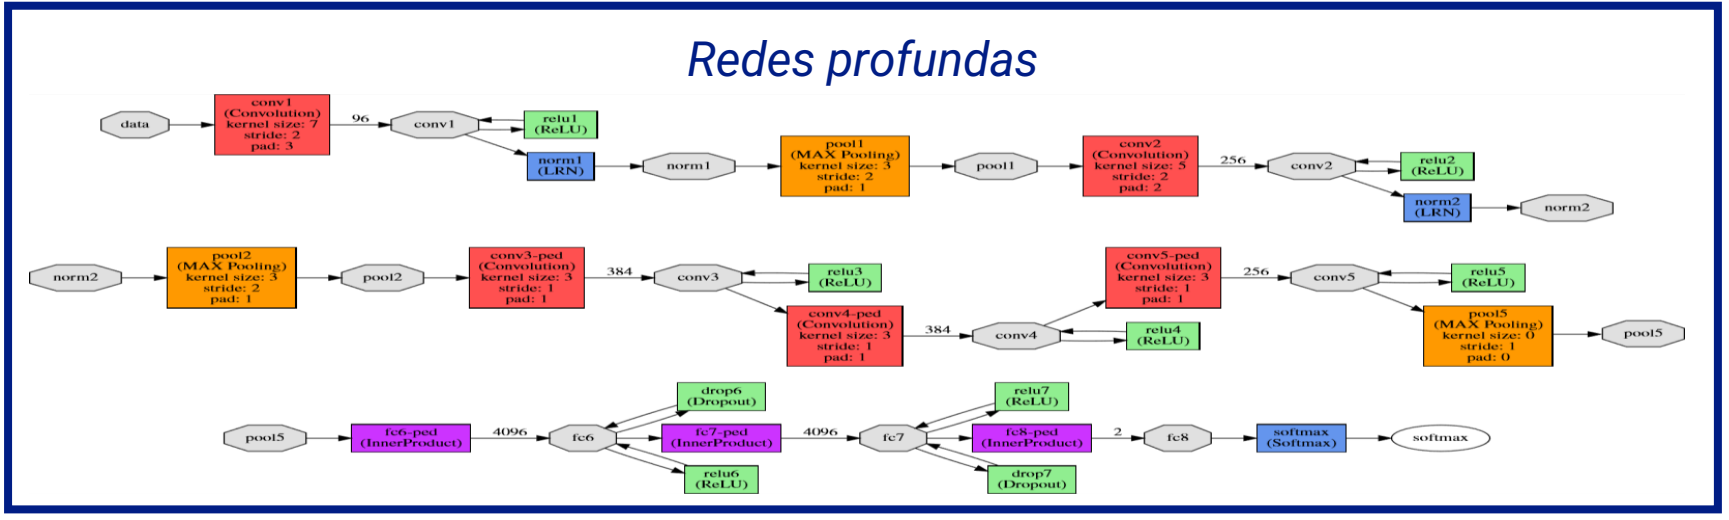 Redes profundas
data
conv1
(Convolution)
kernel size: 7
stride: 2
pad: 3
96
conv1
relu1
(ReLU)
norm1
(LRN)
norm1
pool1
(MAX Pooling)
kernel size: 3
stride: 2
pad: 1
pool1
conv2
(Convolution)
kernel size: 5
stride: 2
pad: 2
256
conv2
relu2
(ReLU)
norm2
(LRN)
norm2
norm2
pool2
(MAX Pooling)
kernel size: 3
stride: 2
pad: 1
pool2
conv3-ped
(Convolution)
kernel size: 3
stride: 1
pad: 1
384
conv3
relu3
(ReLU)
conv4-ped
(Convolution)
kernel size: 3
stride: 1
pad: 1
384
conv4
relu4
(ReLU)
conv5-ped
(Convolution)
kernel size: 3
stride: 1
pad: 1
256
conv5
relu5
(ReLU)
pool5
(MAX Pooling)
kernel size: 0
stride: 1
pad: 0
pool5
pool5
fc6-ped
(InnerProduct)
4096
fc6
drop6
(Dropout)
relu6
(ReLU)
fc7-ped
(InnerProduct)
4096
fc7
relu7
(ReLU)
drop7
(Dropout)
fc8-ped
(InnerProduct)
2
fc8
softmax
(Softmax)
softmax